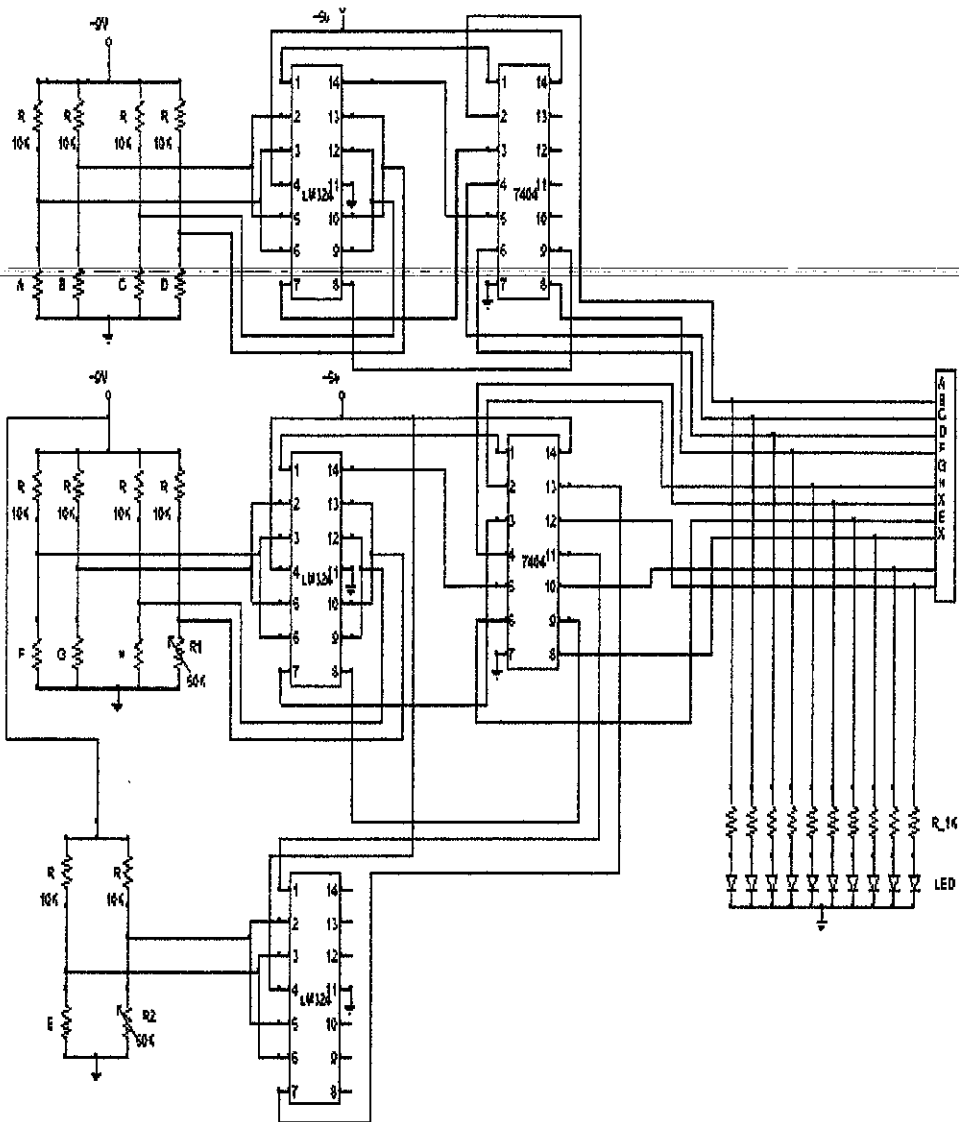 -9V
-5v
R R R R
10K 10K 10K 10K
A B C D
1 14
2 13
3 12
4 11
LM324
5 10
6 9
7 8
1 14
2 13
3 12
4 11
7404
5 10
6 9
7 8
-9V
-5v
R R R R
10K 10K 10K 10K
F G H R1
50K
1 14
2 13
3 12
4 11
LM324
5 10
6 9
7 8
1 14
2 13
3 12
4 11
7404
5 10
6 9
7 8
A
B
C
D
F
G
H
X
E
X
R_1K
LED
R R
10K 10K
E R2
50K
1 14
2 13
3 12
4 11
LM324
5 10
6 9
7 8